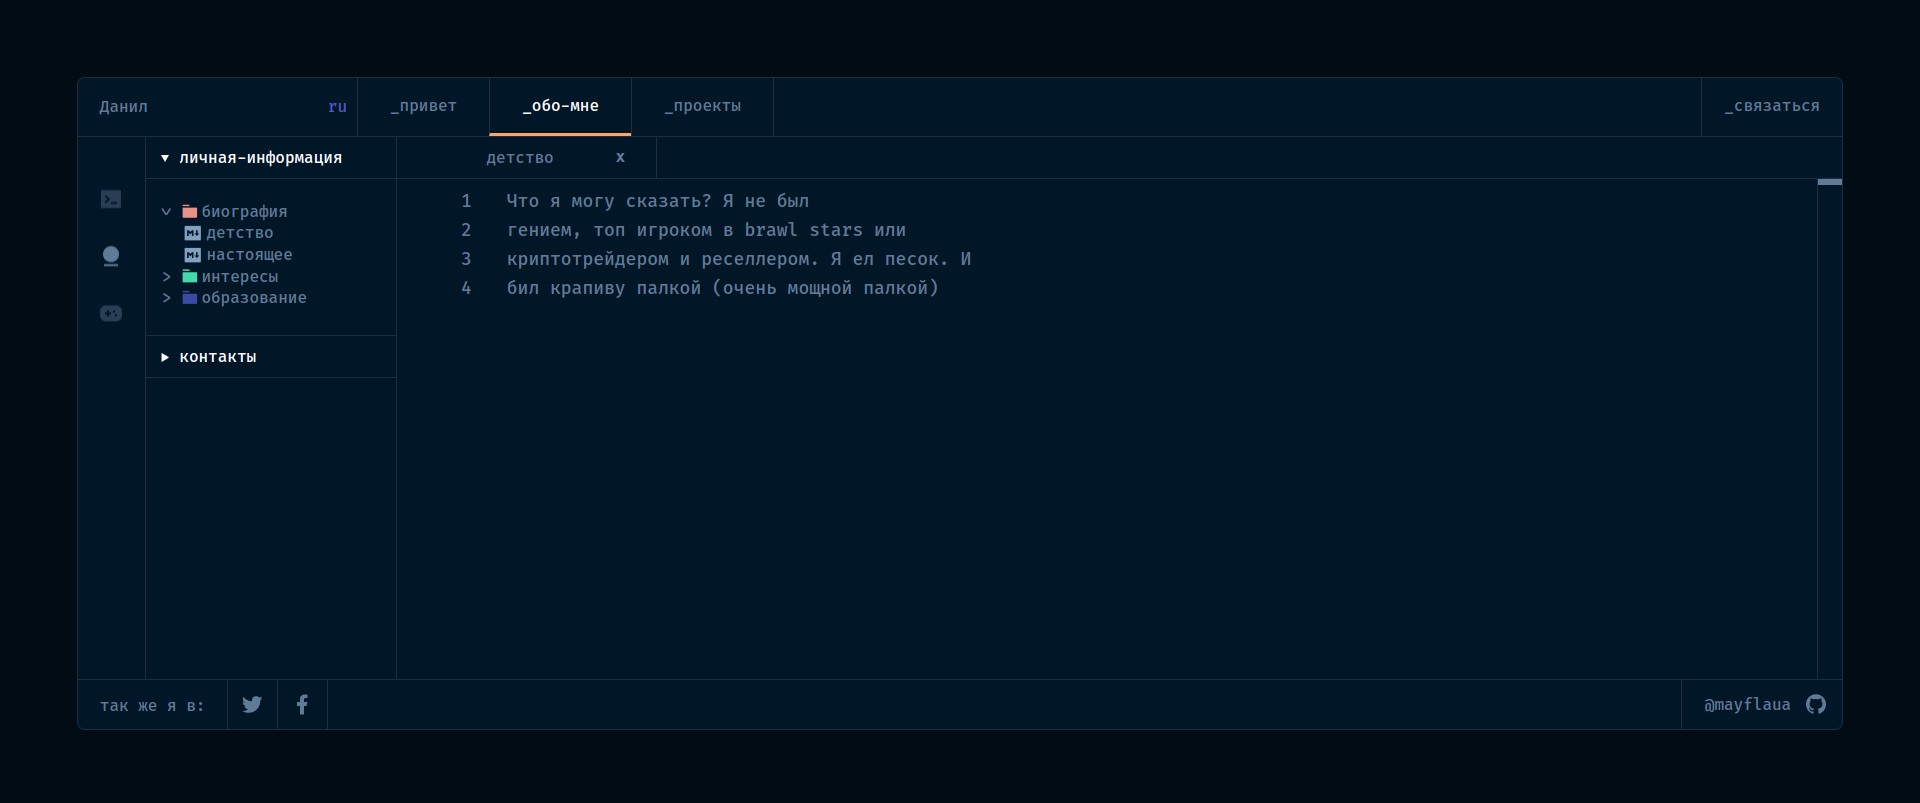 Данил
ru
_привет
_обо-мне
_проекты
_связаться
личная-информация
детство x
биография
детство
настоящее
интересы
образование
контакты
1 Что я могу сказать? Я не был
2 гением, топ игроком в brawl stars или
3 криптотрейдером и реселлером. Я ел песок. И
4 бил крапиву палкой (очень мощной палкой)
так же я в:
@mayflaua